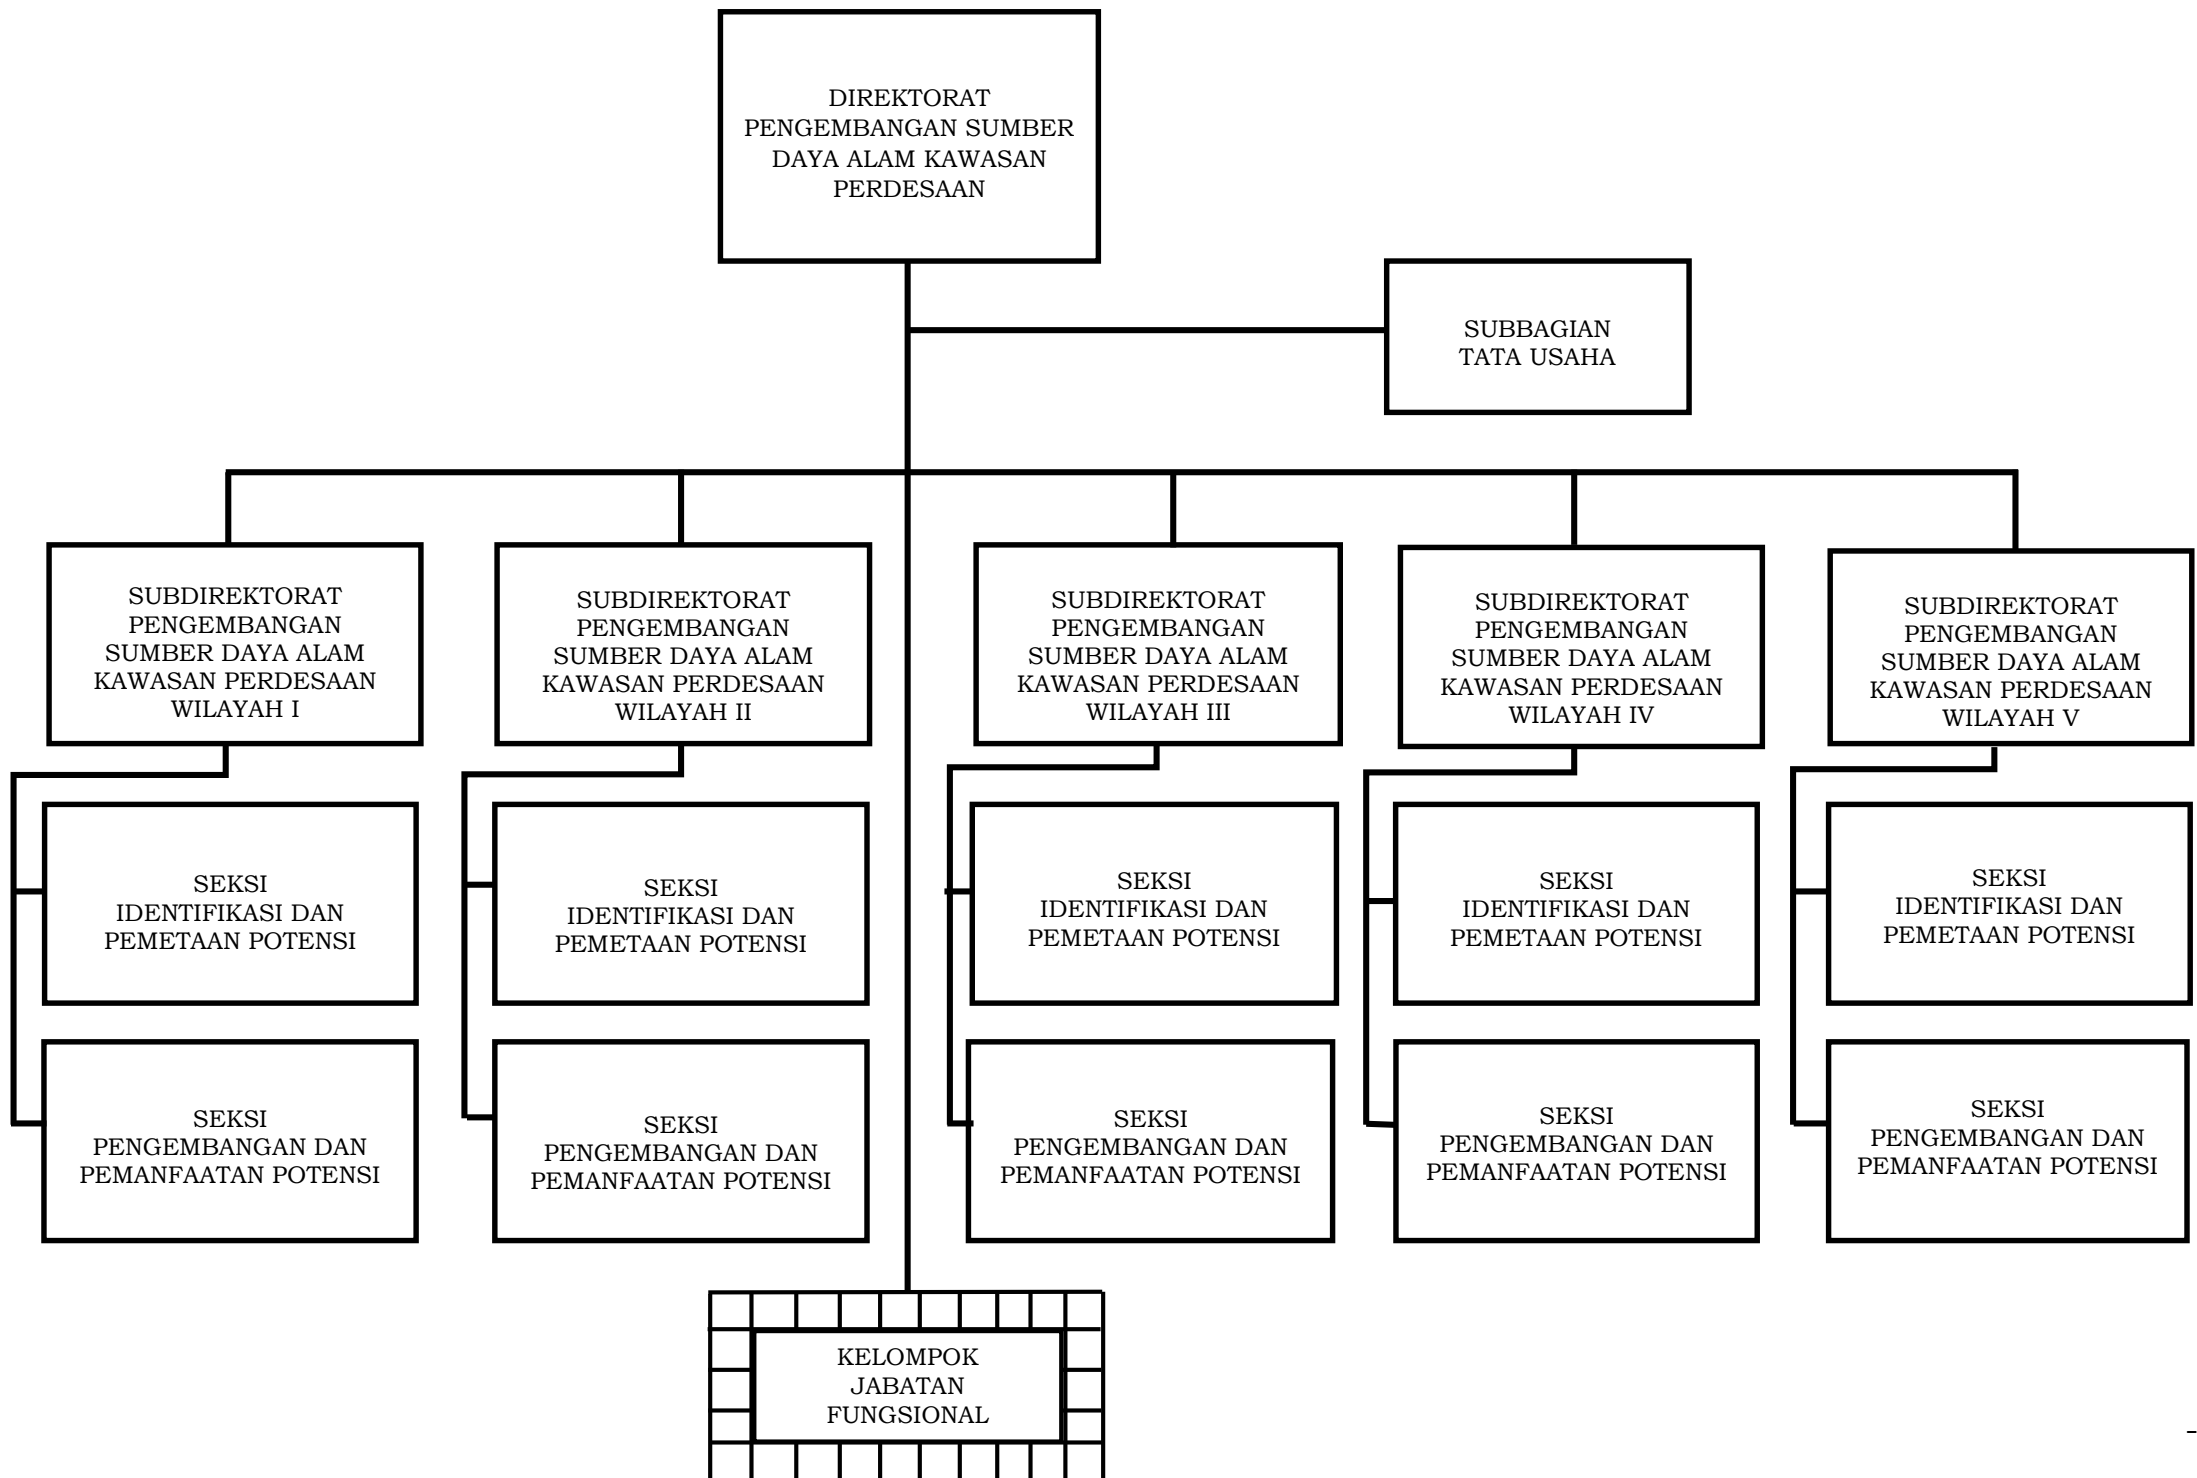 DIREKTORAT
PENGEMBANGAN SUMBER
DAYA ALAM KAWASAN
PERDESAAN
SUBBAGIAN
TATA USAHA
SUBDIREKTORAT
PENGEMBANGAN
SUMBER DAYA ALAM
KAWASAN PERDESAAN
WILAYAH I
SUBDIREKTORAT
PENGEMBANGAN
SUMBER DAYA ALAM
KAWASAN PERDESAAN
WILAYAH II
SUBDIREKTORAT
PENGEMBANGAN
SUMBER DAYA ALAM
KAWASAN PERDESAAN
WILAYAH III
SUBDIREKTORAT
PENGEMBANGAN
SUMBER DAYA ALAM
KAWASAN PERDESAAN
WILAYAH IV
SUBDIREKTORAT
PENGEMBANGAN
SUMBER DAYA ALAM
KAWASAN PERDESAAN
WILAYAH V
SEKSI
IDENTIFIKASI DAN
PEMETAAN POTENSI
SEKSI
IDENTIFIKASI DAN
PEMETAAN POTENSI
SEKSI
IDENTIFIKASI DAN
PEMETAAN POTENSI
SEKSI
IDENTIFIKASI DAN
PEMETAAN POTENSI
SEKSI
IDENTIFIKASI DAN
PEMETAAN POTENSI
SEKSI
PENGEMBANGAN DAN
PEMANFAATAN POTENSI
SEKSI
PENGEMBANGAN DAN
PEMANFAATAN POTENSI
SEKSI
PENGEMBANGAN DAN
PEMANFAATAN POTENSI
SEKSI
PENGEMBANGAN DAN
PEMANFAATAN POTENSI
SEKSI
PENGEMBANGAN DAN
PEMANFAATAN POTENSI
KELOMPOK
JABATAN
FUNGSIONAL
-